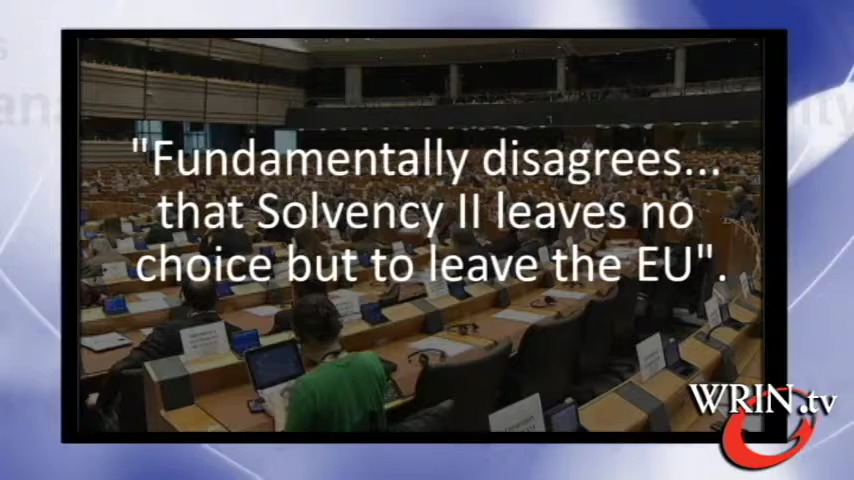 "Fundamentally disagrees...
that Solvency II leaves no
choice but to leave the EU".
WRIN.tv